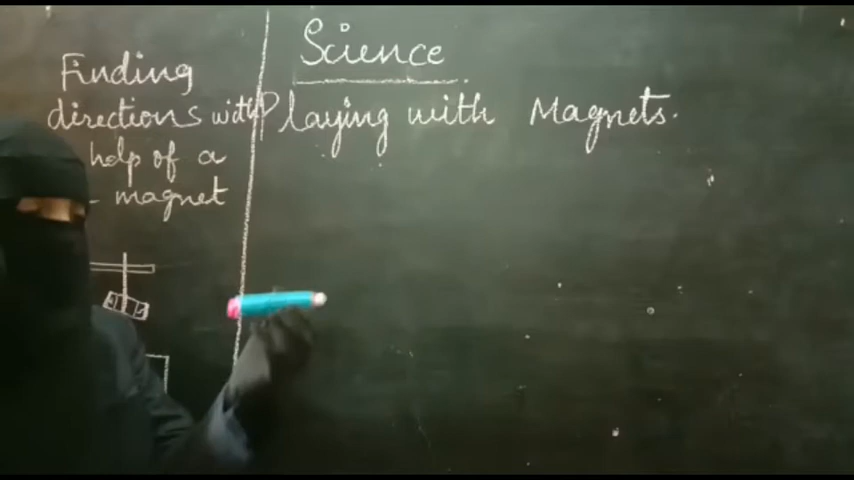 Science
Finding
directions with
help of a
magnet
Playing with Magnets.